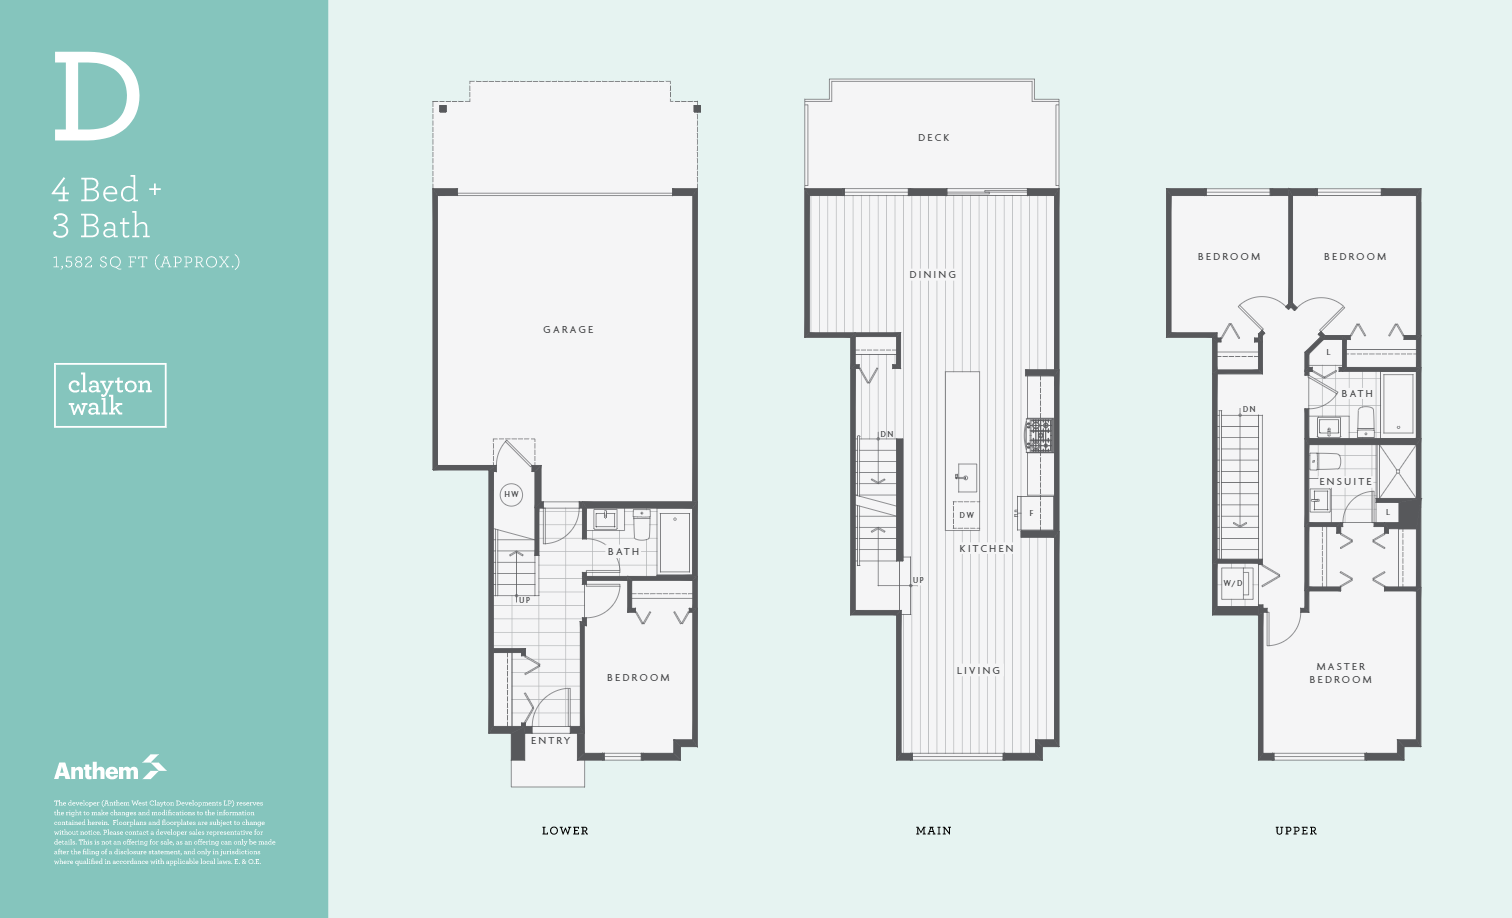 D
4 Bed +
3 Bath
1,582 SQ FT (APPROX.)
clayton
walk
Anthem
The developer (Anthem West Clayton Developments LP) reserves
the right to make changes and modifications to the information
contained herein. Floorplans and floorplates are subject to change
without notice. Please contact a developer sales representative for
details. This is not an offering for sale, as an offering can only be made
after the filing of a disclosure statement, and only in jurisdictions
where qualified in accordance with applicable local laws. E. & O.E.
GARAGE
HW
BATH
UP
BEDROOM
ENTRY
LOWER
DECK
DINING
DN
DW
F
KITCHEN
UP
LIVING
MAIN
BEDROOM
BEDROOM
L
BATH
DN
ENSUITE
L
W/D
MASTER
BEDROOM
UPPER